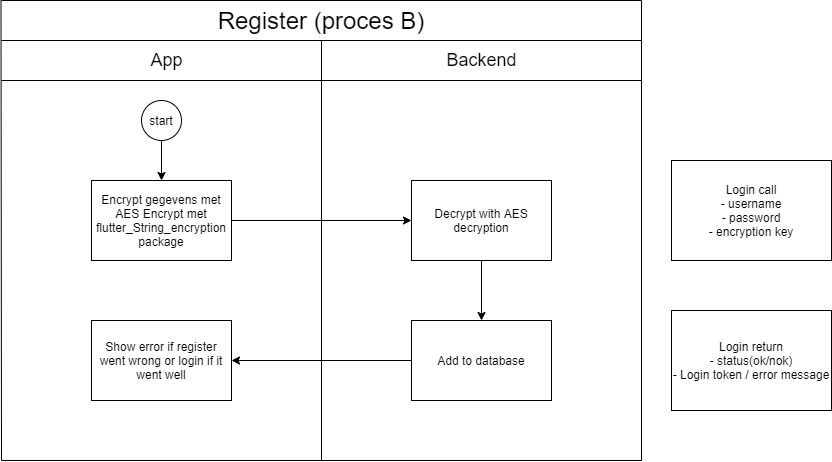 Register (proces B)
App
Backend
start
Encrypt gegevens met
AES Encrypt met
flutter_String_encryption
package
Decrypt with AES
decryption
Login call
- username
- password
- encryption key
Show error if register
went wrong or login if it
went well
Add to database
Login return
- status(ok/nok)
- Login token / error message